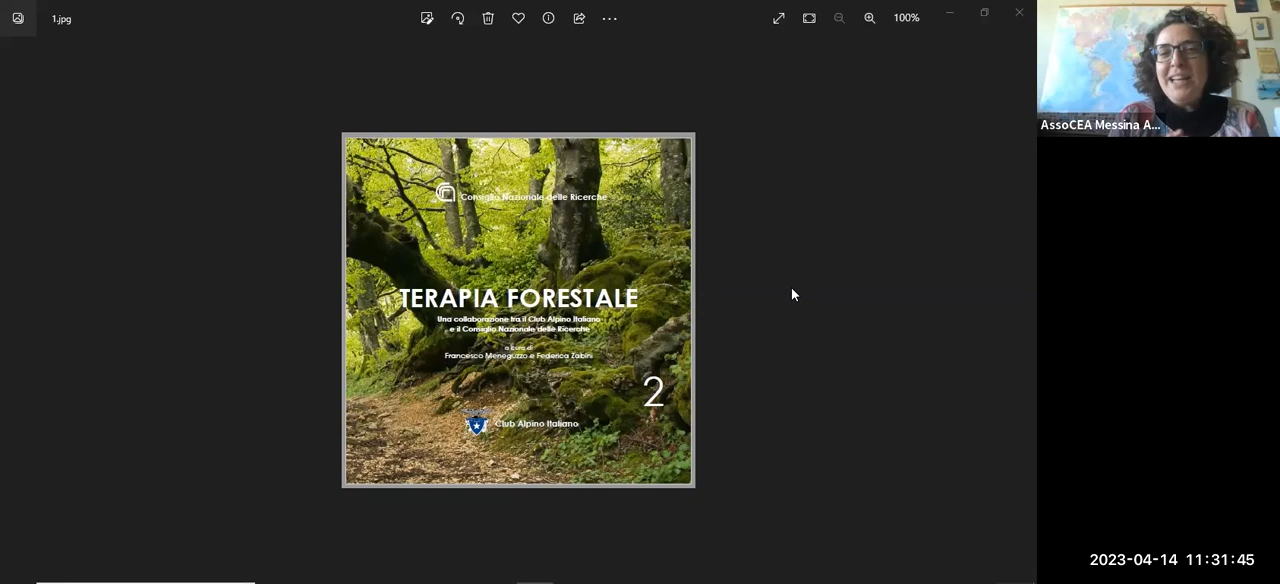 1.jpg
100%
AssoCEA Messina A...
Consiglio Nazionale delle Ricerche
TERAPIA FORESTALE
Una collaborazione tra il Club Alpino Italiano
e il Consiglio Nazionale delle Ricerche
a cura di
Francesco Meneguzzo e Federica Zabini
2
Club Alpino Italiano
2023-04-14 11:31:45